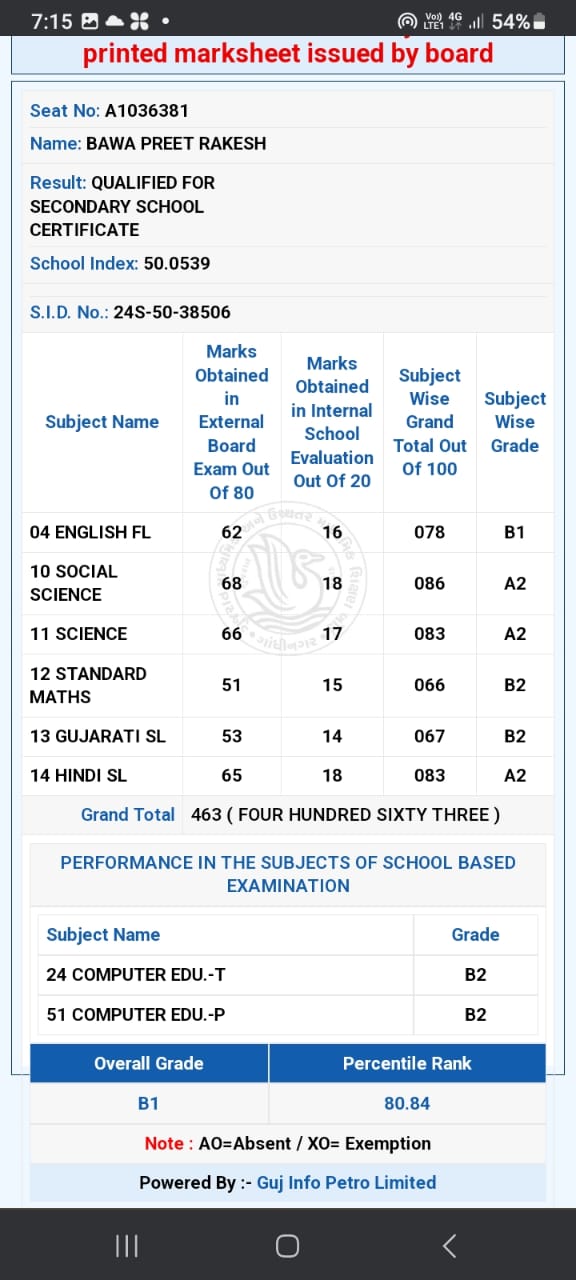 7:15
Vo) 4G
LTE1
54%
printed marksheet issued by board
Seat No: A1036381
Name: BAWA PREET RAKESH
Result: QUALIFIED FOR
SECONDARY SCHOOL
CERTIFICATE
School Index: 50.0539
S.I.D. No.: 24S-50-38506
Subject Name
Marks
Obtained
in
External
Board
Exam Out
Of 80
Marks
Obtained
in Internal
School
Evaluation
Out Of 20
Subject
Wise
Grand
Total Out
Of 100
Subject
Wise
Grade
04 ENGLISH FL 62 16 078 B1
10 SOCIAL
SCIENCE 68 18 086 A2
11 SCIENCE 66 17 083 A2
12 STANDARD
MATHS 51 15 066 B2
13 GUJARATI SL 53 14 067 B2
14 HINDI SL 65 18 083 A2
Grand Total 463 ( FOUR HUNDRED SIXTY THREE )
PERFORMANCE IN THE SUBJECTS OF SCHOOL BASED
EXAMINATION
Subject Name Grade
24 COMPUTER EDU.-T B2
51 COMPUTER EDU.-P B2
Overall Grade Percentile Rank
B1 80.84
Note : AO=Absent / XO= Exemption
Powered By :- Guj Info Petro Limited